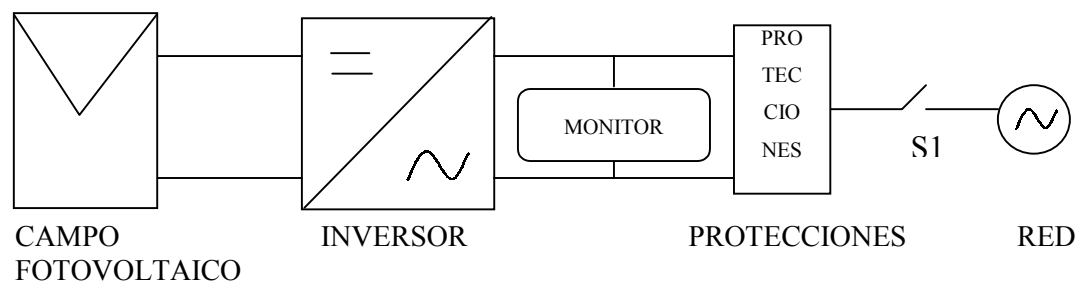 PRO
TEC
CIO
NES
MONITOR
S1
CAMPO
FOTOVOLTAICO
INVERSOR
PROTECCIONES
RED